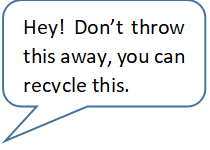 Hey! Don’t throw
this away, you can
recycle this.